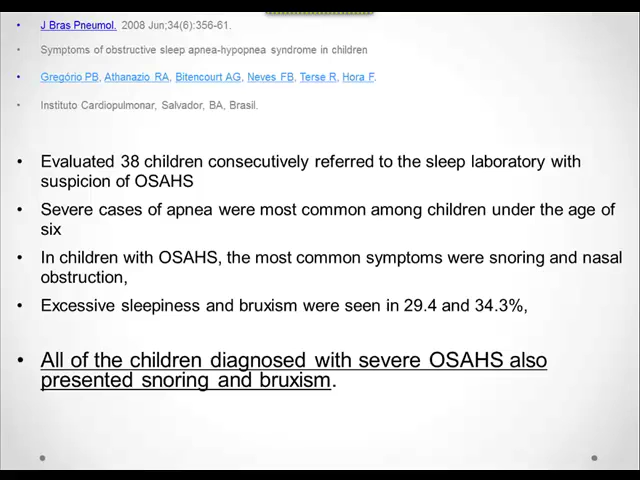 • J Bras Pneumol. 2008 Jun;34(6):356-61.
• Symptoms of obstructive sleep apnea-hypopnea syndrome in children
• Gregório PB, Athanazio RA, Bitencourt AG, Neves FB, Terse R, Hora F.
• Instituto Cardiopulmonar, Salvador, BA, Brasil.
• Evaluated 38 children consecutively referred to the sleep laboratory with
suspicion of OSAHS
• Severe cases of apnea were most common among children under the age of
six
• In children with OSAHS, the most common symptoms were snoring and nasal
obstruction,
• Excessive sleepiness and bruxism were seen in 29.4 and 34.3%,
• All of the children diagnosed with severe OSAHS also
presented snoring and bruxism.